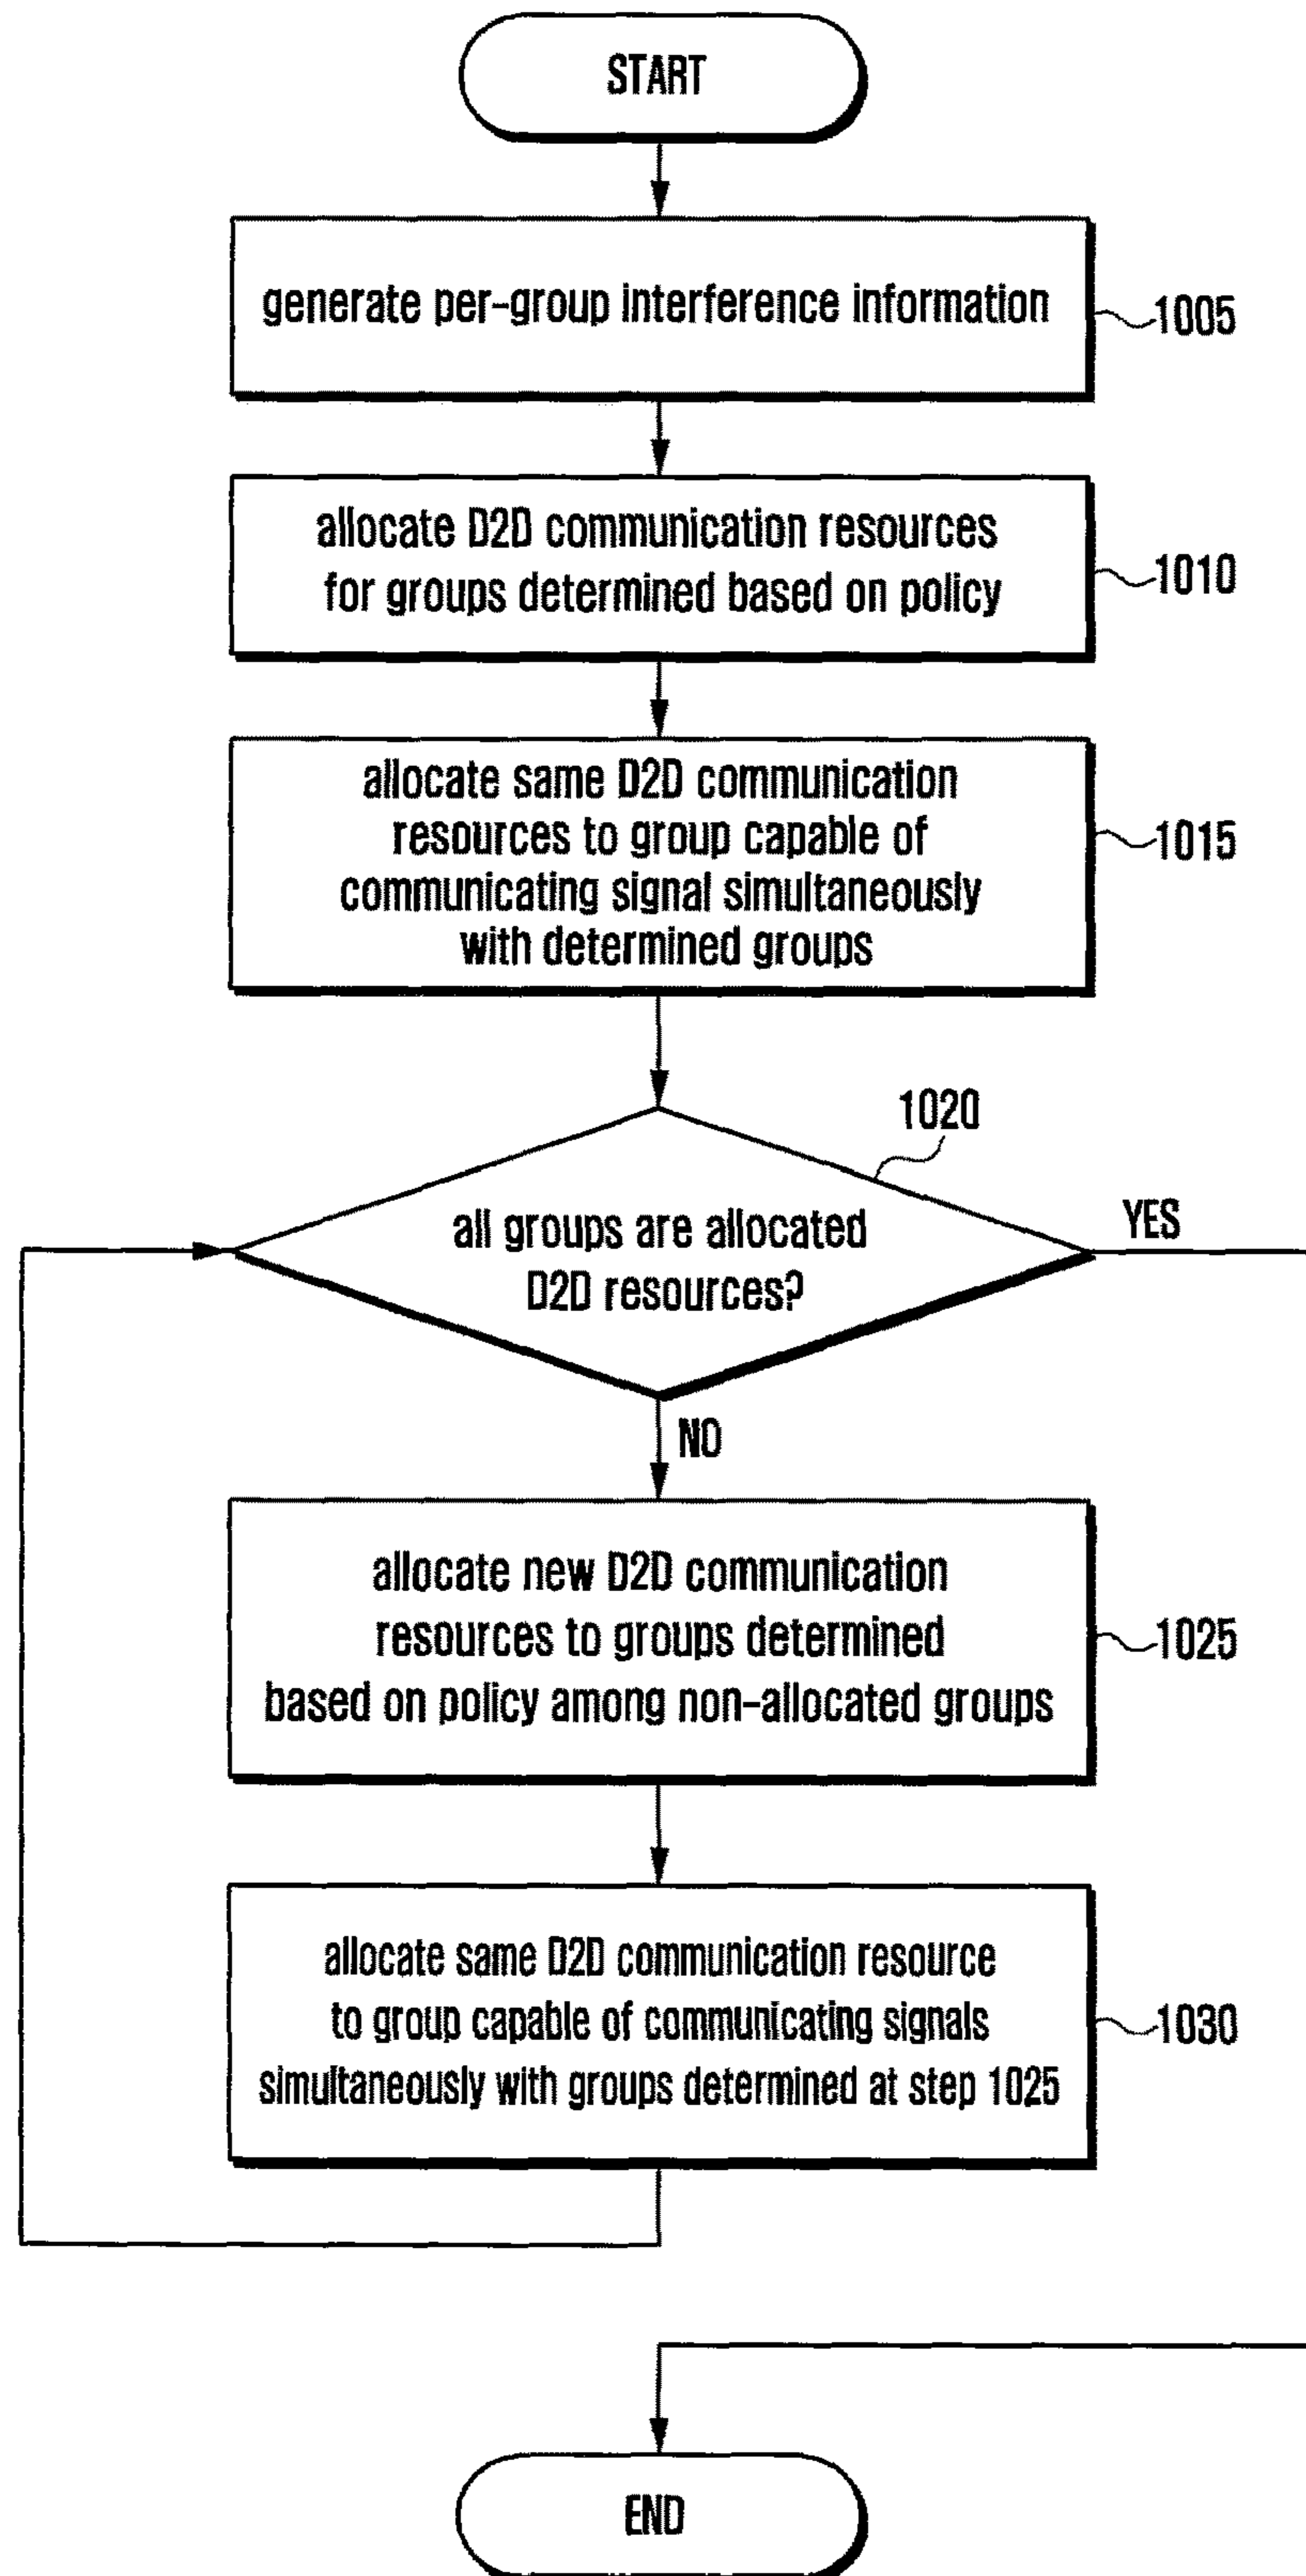 START
generate per-group interference information
1005
allocate D2D communication resources
for groups determined based on policy
1010
allocate same D2D communication
resources to group capable of
communicating signal simultaneously
with determined groups
1015
1020
all groups are allocated
D2D resources?
YES
NO
allocate new D2D communication
resources to groups determined
based on policy among non-allocated groups
1025
allocate same D2D communication resource
to group capable of communicating signals
simultaneously with groups determined at step 1025
1030
END